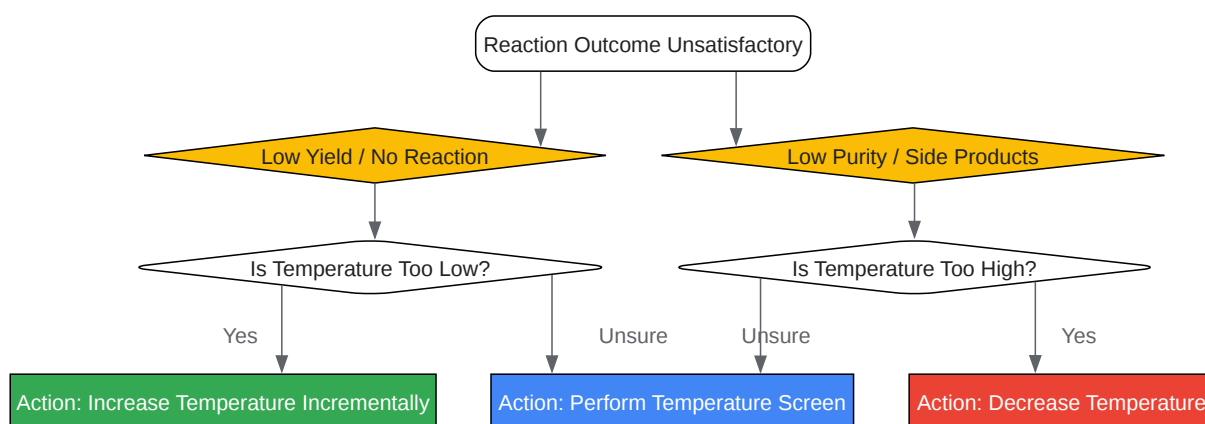 Reaction Outcome Unsatisfactory
Low Yield / No Reaction
Low Purity / Side Products
Is Temperature Too Low?
Is Temperature Too High?
Yes
Unsure
Unsure
Yes
Action: Increase Temperature Incrementally
Action: Perform Temperature Screen
Action: Decrease Temperature